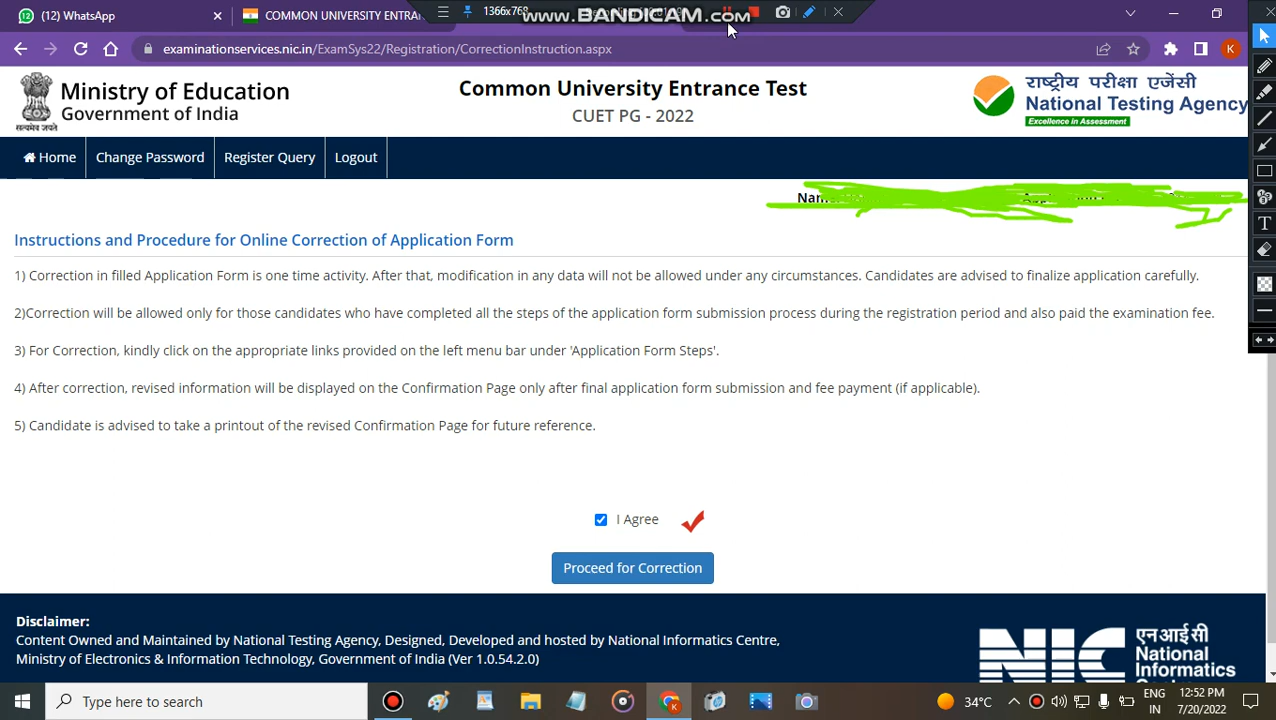 (12) WhatsApp
COMMON UNIVERSITY ENTRAN
1366x768
www.BANDICAM.com
examinationservices.nic.in/ExamSys22/Registration/CorrectionInstruction.aspx
K
सत्यमेव जयते
Ministry of Education
Government of India
Common University Entrance Test
CUET PG - 2022
राष्ट्रीय परीक्षा एजेंसी
National Testing Agency
Excellence in Assessment
Home
Change Password
Register Query
Logout
Instructions and Procedure for Online Correction of Application Form
1) Correction in filled Application Form is one time activity. After that, modification in any data will not be allowed under any circumstances. Candidates are advised to finalize application carefully.
2)Correction will be allowed only for those candidates who have completed all the steps of the application form submission process during the registration period and also paid the examination fee.
3) For Correction, kindly click on the appropriate links provided on the left menu bar under 'Application Form Steps'.
4) After correction, revised information will be displayed on the Confirmation Page only after final application form submission and fee payment (if applicable).
5) Candidate is advised to take a printout of the revised Confirmation Page for future reference.
I Agree
Proceed for Correction
Disclaimer:
Content Owned and Maintained by National Testing Agency, Designed, Developed and hosted by National Informatics Centre,
Ministry of Electronics & Information Technology, Government of India (Ver 1.0.54.2.0)
NIC
एनआईसी
National
Informatics
Type here to search
34°C
ENG
IN
12:52 PM
7/20/2022